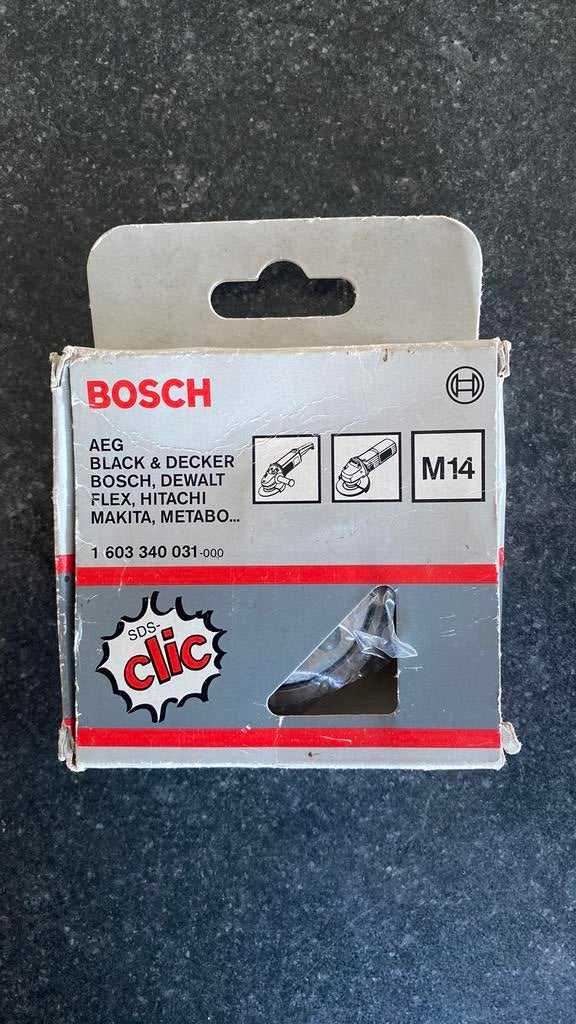 BOSCH
AEG
BLACK & DECKER
BOSCH, DEWALT
FLEX, HITACHI
MAKITA, METABO...
M14
1 603 340 031-000
SDS-
clic